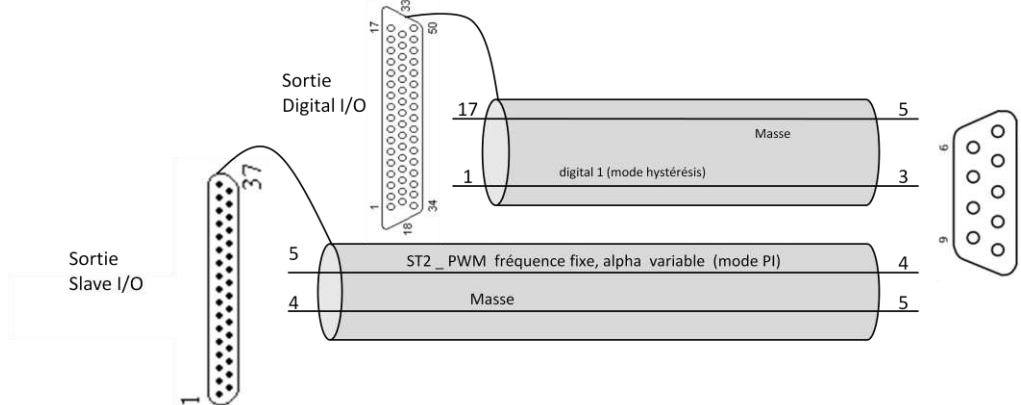 33
17
50
Sortie
Digital I/O
17
5
Masse
6
digital 1 (mode hystérésis)
1
3
37
1
34
18
9
Sortie
Slave I/O
5
ST2 _ PWM fréquence fixe, alpha variable (mode PI)
4
4
Masse
5
1